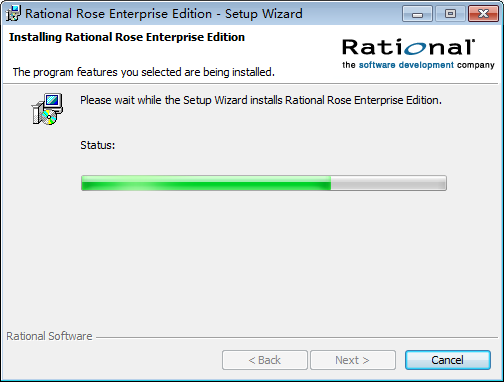 Rational Rose Enterprise Edition - Setup Wizard
Installing Rational Rose Enterprise Edition
Rational®
the software development company
The program features you selected are being installed.
Please wait while the Setup Wizard installs Rational Rose Enterprise Edition.
Status:
Rational Software
< Back
Next >
Cancel